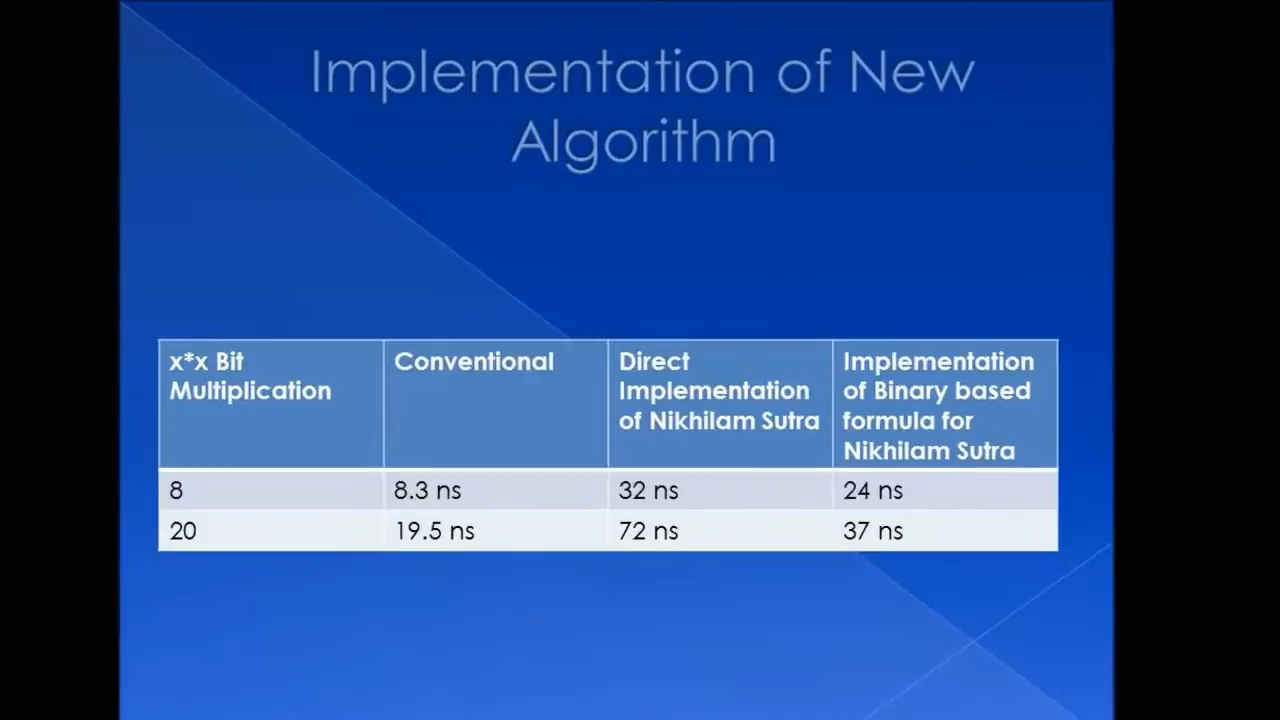 Implementation of New
Algorithm
x*x Bit
Multiplication
Conventional
Direct
Implementation
of Nikhilam Sutra
Implementation
of Binary based
formula for
Nikhilam Sutra
8
8.3 ns
32 ns
24 ns
20
19.5 ns
72 ns
37 ns